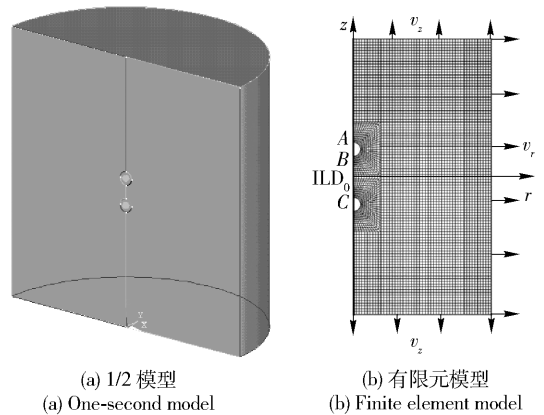 z
v_z
A
B
v_r
ILD_0
r
C
Y
X
v_z
(a) 1/2 模型
(a) One-second model
(b) 有限元模型
(b) Finite element model